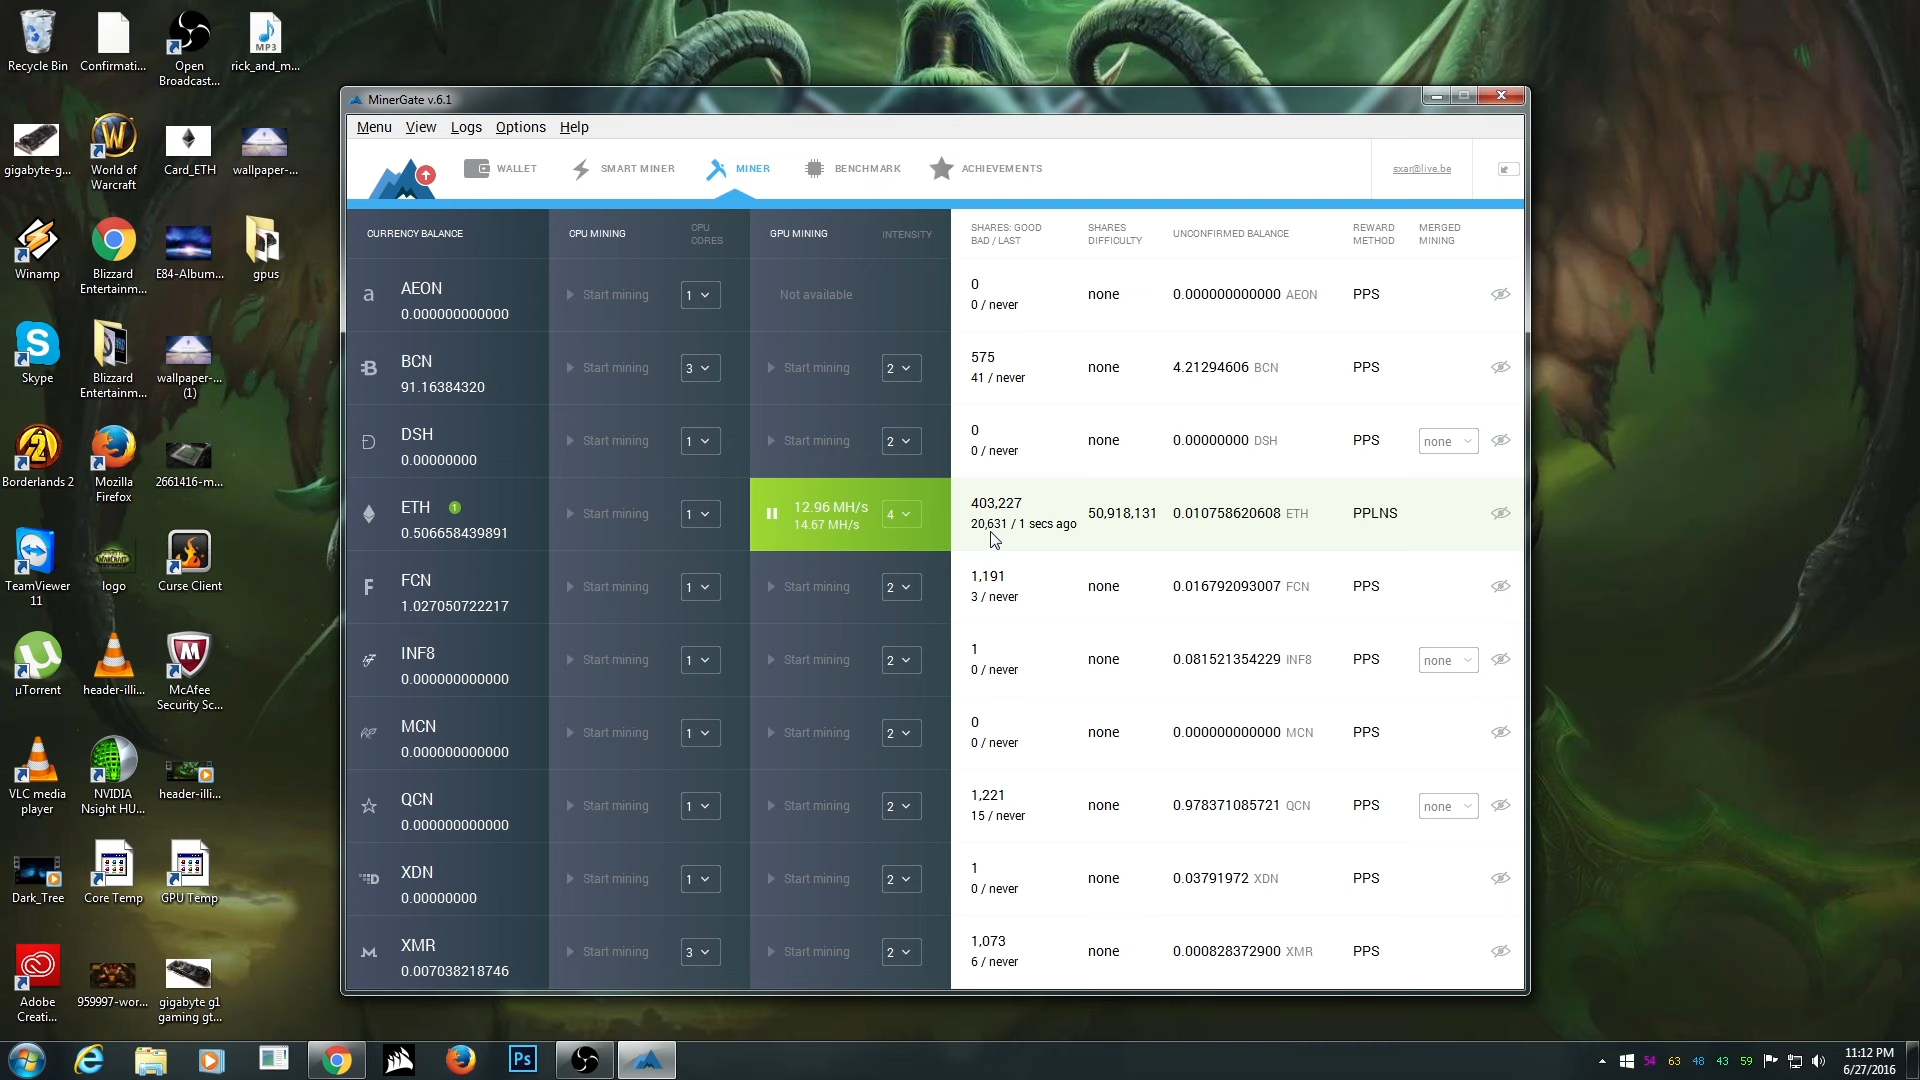 Recycle Bin
Confirmati...
Open
Broadcast...
rick_and_m...
MP3
gigabyte-g...
World of
Warcraft
Card_ETH
wallpaper-...
Winamp
Blizzard
Entertainm...
E84-Album...
gpus
Skype
Blizzard
Entertainm...
wallpaper-...
(1)
Borderlands 2
Mozilla
Firefox
2661416-m...
TeamViewer
11
logo
Curse Client
µTorrent
header-illi...
McAfee
Security Sc...
VLC media
player
NVIDIA
Nsight HU...
header-illi...
Dark_Tree
Core Temp
GPU Temp
Adobe
Creati...
959997-wor...
gigabyte g1
gaming gt...
MinerGate v.6.1
Menu View Logs Options Help
WALLET SMART MINER MINER BENCHMARK ACHIEVEMENTS sxar@live.be
CURRENCY BALANCE CPU MINING CPU CORES GPU MINING INTENSITY SHARES: GOOD BAD / LAST SHARES DIFFICULTY UNCONFIRMED BALANCE REWARD METHOD MERGED MINING
AEON Start mining 1 Not available 0 none 0.000000000000 AEON PPS
0.000000000000 0 / never
BCN Start mining 3 Start mining 2 575 none 4.21294606 BCN PPS
91.16384320 41 / never
DSH Start mining 1 Start mining 2 0 none 0.00000000 DSH PPS none
0.00000000 0 / never
ETH 1 Start mining 1 12.96 MH/s 4 403,227 50,918,131 0.010758620608 ETH PPLNS
0.506658439891 14.67 MH/s 20,631 / 1 secs ago
FCN Start mining 1 Start mining 2 1,191 none 0.016792093007 FCN PPS
1.027050722217 3 / never
INF8 Start mining 1 Start mining 2 1 none 0.081521354229 INF8 PPS none
0.000000000000 0 / never
MCN Start mining 1 Start mining 2 0 none 0.000000000000 MCN PPS
0.000000000000 0 / never
QCN Start mining 1 Start mining 2 1,221 none 0.978371085721 QCN PPS none
0.000000000000 15 / never
XDN Start mining 1 Start mining 2 1 none 0.03791972 XDN PPS
0.00000000 0 / never
XMR Start mining 3 Start mining 2 1,073 none 0.000828372900 XMR PPS
0.007038218746 6 / never
Ps
54 63 48 43 59
11:12 PM
6/27/2016